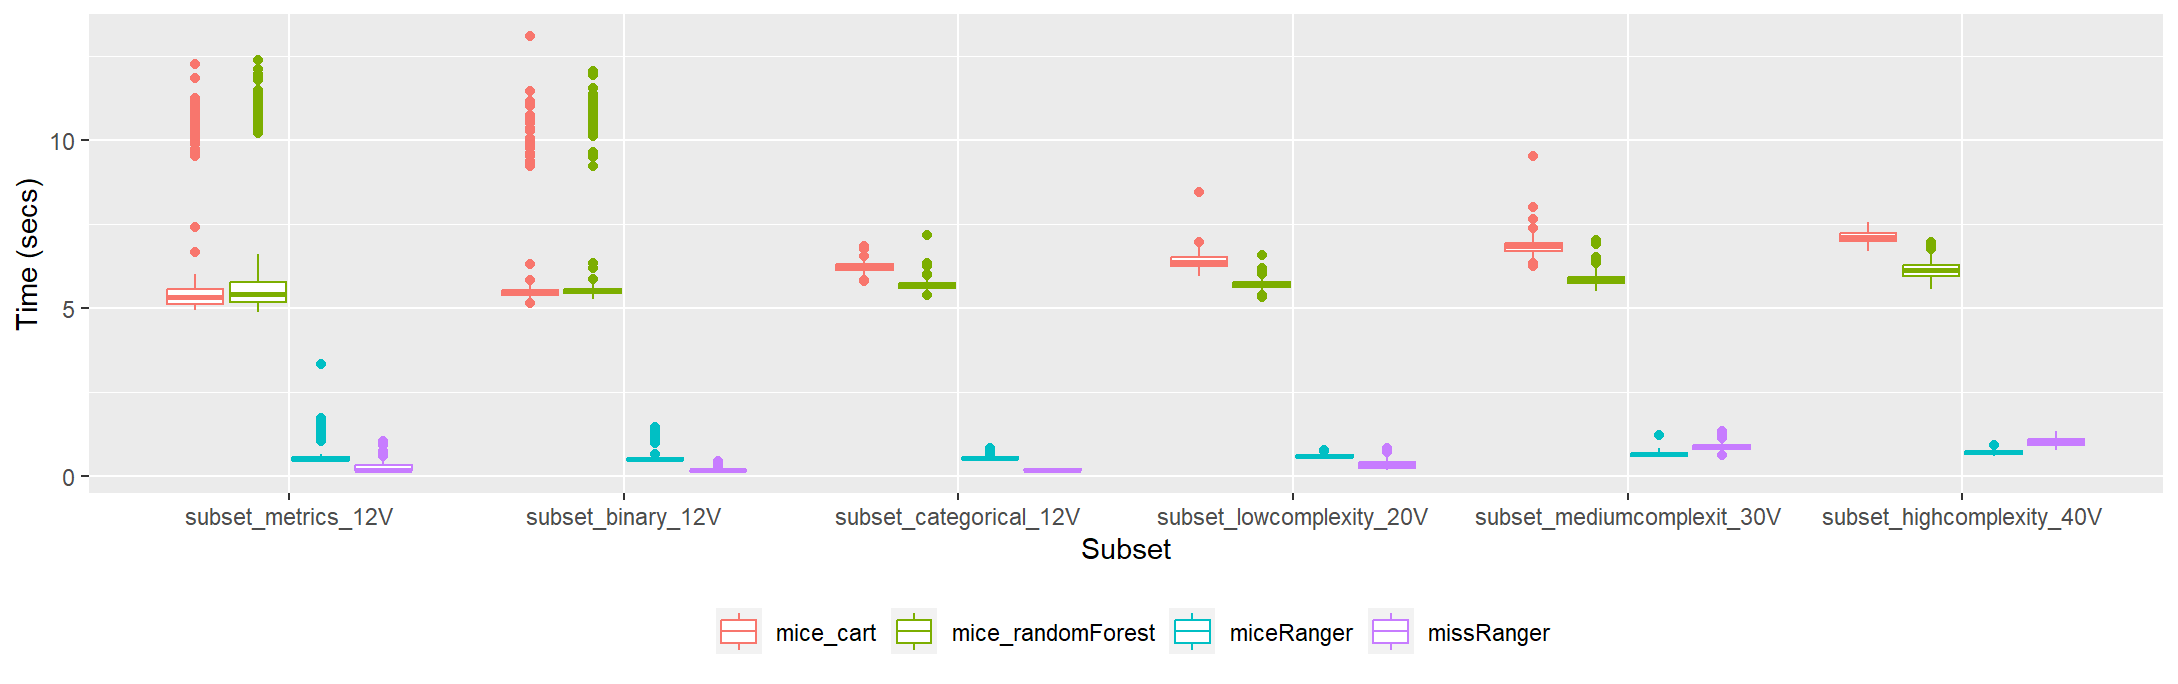 Time (secs)
10
5
0
subset_metrics_12V subset_binary_12V subset_categorical_12V subset_lowcomplexity_20V subset_mediumcomplexit_30V subset_highcomplexity_40V
Subset
mice_cart mice_randomForest miceRanger missRanger